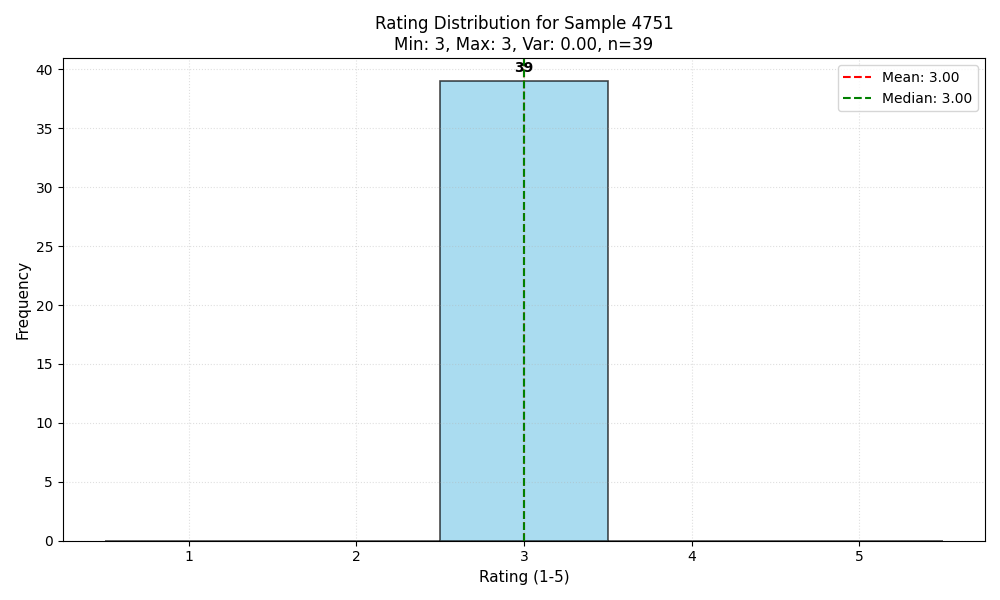 Rating Distribution for Sample 4751
Min: 3, Max: 3, Var: 0.00, n=39
39
Mean: 3.00
Median: 3.00
40
35
30
25
20
15
10
5
0
Frequency
1 2 3 4 5
Rating (1-5)